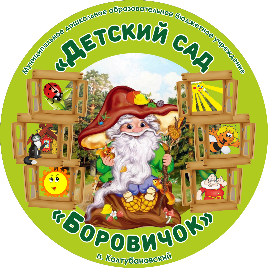 Муниципальное дошкольное образовательное бюджетное учреждение
«Детский сад
«Боровичок»
п. Колтубановский